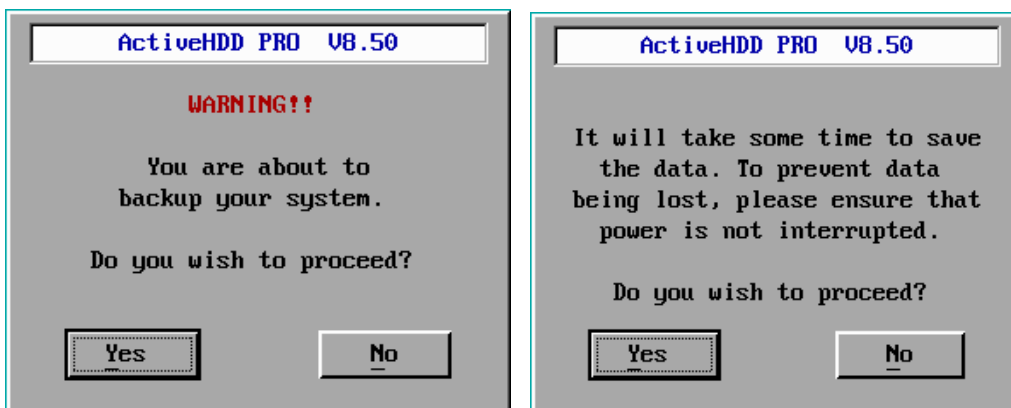 ActiveHDD PRO V8.50
WARNING!!
You are about to
backup your system.
Do you wish to proceed?
Yes No
ActiveHDD PRO V8.50
It will take some time to save
the data. To prevent data
being lost, please ensure that
power is not interrupted.
Do you wish to proceed?
Yes No